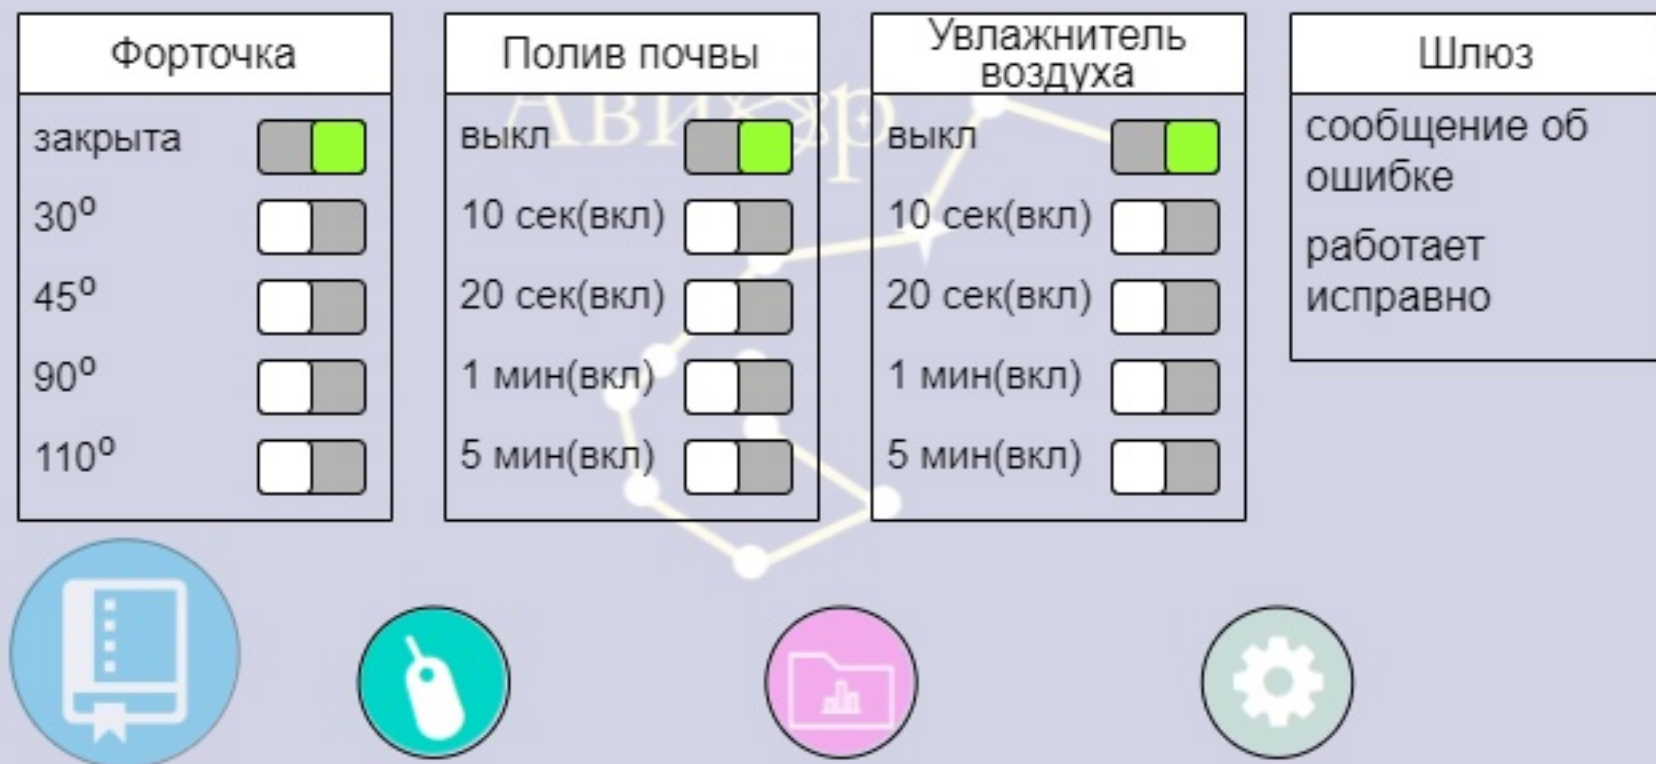 Форточка
закрыта
30⁰
45⁰
90⁰
110⁰
Полив почвы
выкл
10 сек(вкл)
20 сек(вкл)
1 мин(вкл)
5 мин(вкл)
Увлажнитель
воздуха
выкл
10 сек(вкл)
20 сек(вкл)
1 мин(вкл)
5 мин(вкл)
Шлюз
сообщение об
ошибке
работает
исправно